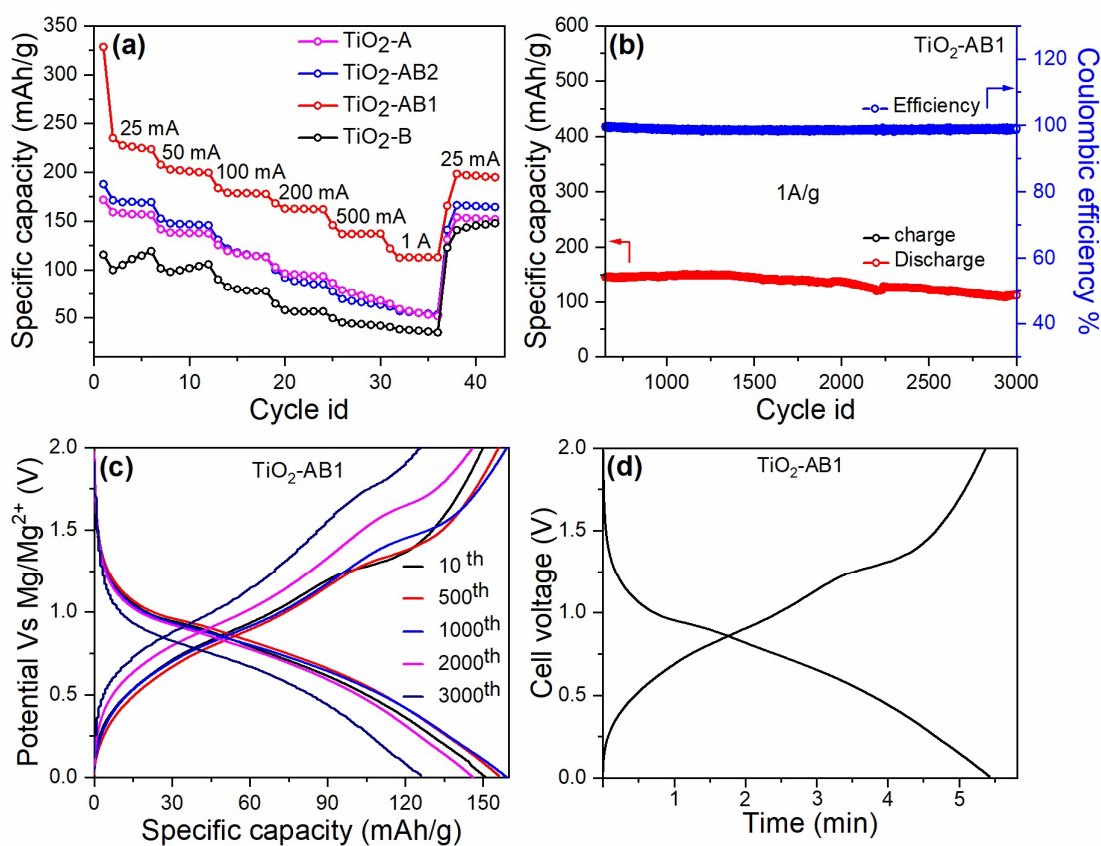 (a)
TiO2-A
TiO2-AB2
TiO2-AB1
TiO2-B
25 mA
50 mA
100 mA
200 mA
500 mA
1 A
25 mA
350
300
250
200
150
100
50
0
10
20
30
40
Specific capacity (mAh/g)
Cycle id
(b)
TiO2-AB1
Efficiency
1A/g
charge
Discharge
600
500
400
300
200
150
100
0
1000
1500
2000
2500
3000
120
100
80
60
40
Specific capacity (mAh/g)
Coulombic efficiency %
Cycle id
(c)
TiO2-AB1
10 th
500th
1000th
2000th
3000th
2.0
1.5
1.0
0.5
0.0
0
30
60
90
120
150
Potential Vs Mg/Mg2+ (V)
Specific capacity (mAh/g)
(d)
TiO2-AB1
2.0
1.5
1.0
0.5
0.0
0
1
2
3
4
5
Cell voltage (V)
Time (min)